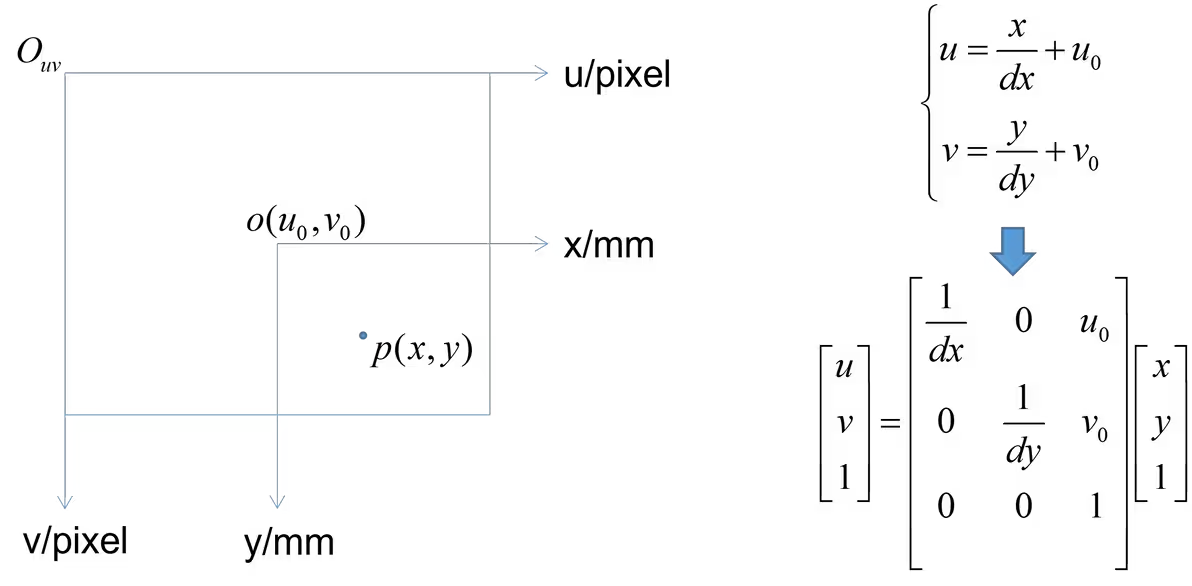 O_{uv}
u/pixel
o(u_0,v_0)
x/mm
p(x, y)
v/pixel
y/mm
\begin{cases} u = \frac{x}{dx} + u_0 \\ v = \frac{y}{dy} + v_0 \end{cases}
\begin{bmatrix} u \\ v \\ 1 \end{bmatrix} = \begin{bmatrix} \frac{1}{dx} & 0 & u_0 \\ 0 & \frac{1}{dy} & v_0 \\ 0 & 0 & 1 \end{bmatrix} \begin{bmatrix} x \\ y \\ 1 \end{bmatrix}